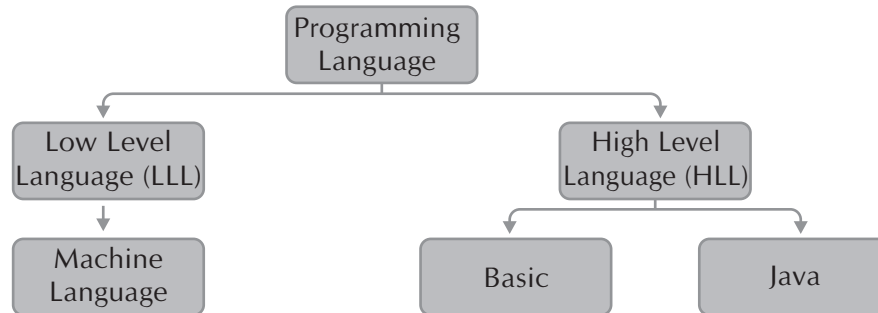 Programming
Language
Low Level
Language (LLL)
High Level
Language (HLL)
Machine
Language
Basic
Java